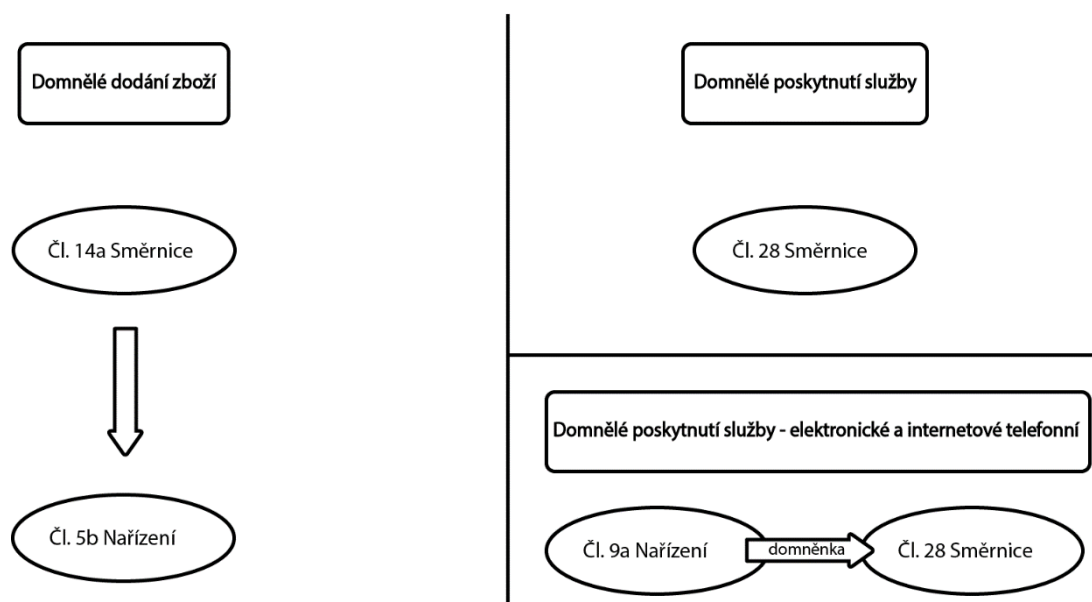 Domnělé dodání zboží
Čl. 14a Směrnice
Čl. 5b Nařízení
Domnělé poskytnutí služby
Čl. 28 Směrnice
Domnělé poskytnutí služby - elektronické a internetové telefonní
Čl. 9a Nařízení
domněnka
Čl. 28 Směrnice